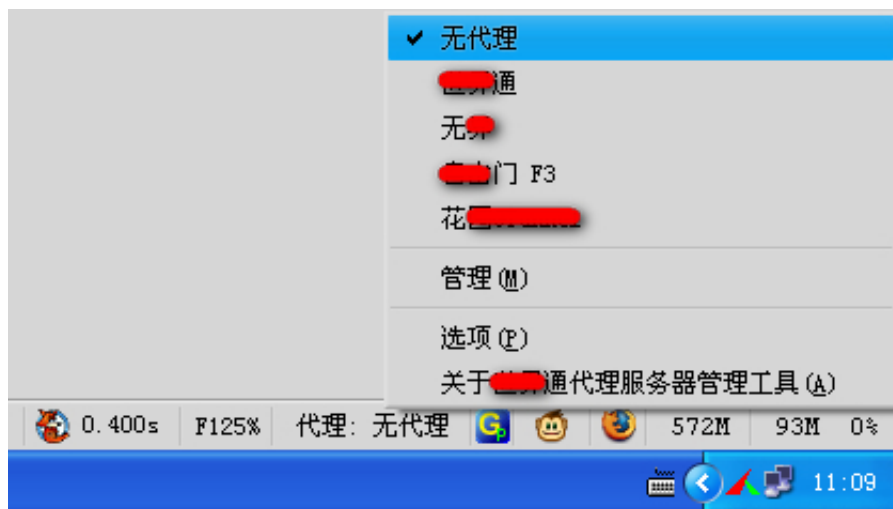 无代理
通
无
门 F3
花
管理(M)
选项(P)
关于 通代理服务器管理工具(A)
0.400s F125% 代理: 无代理 572M 93M 0%
11:09